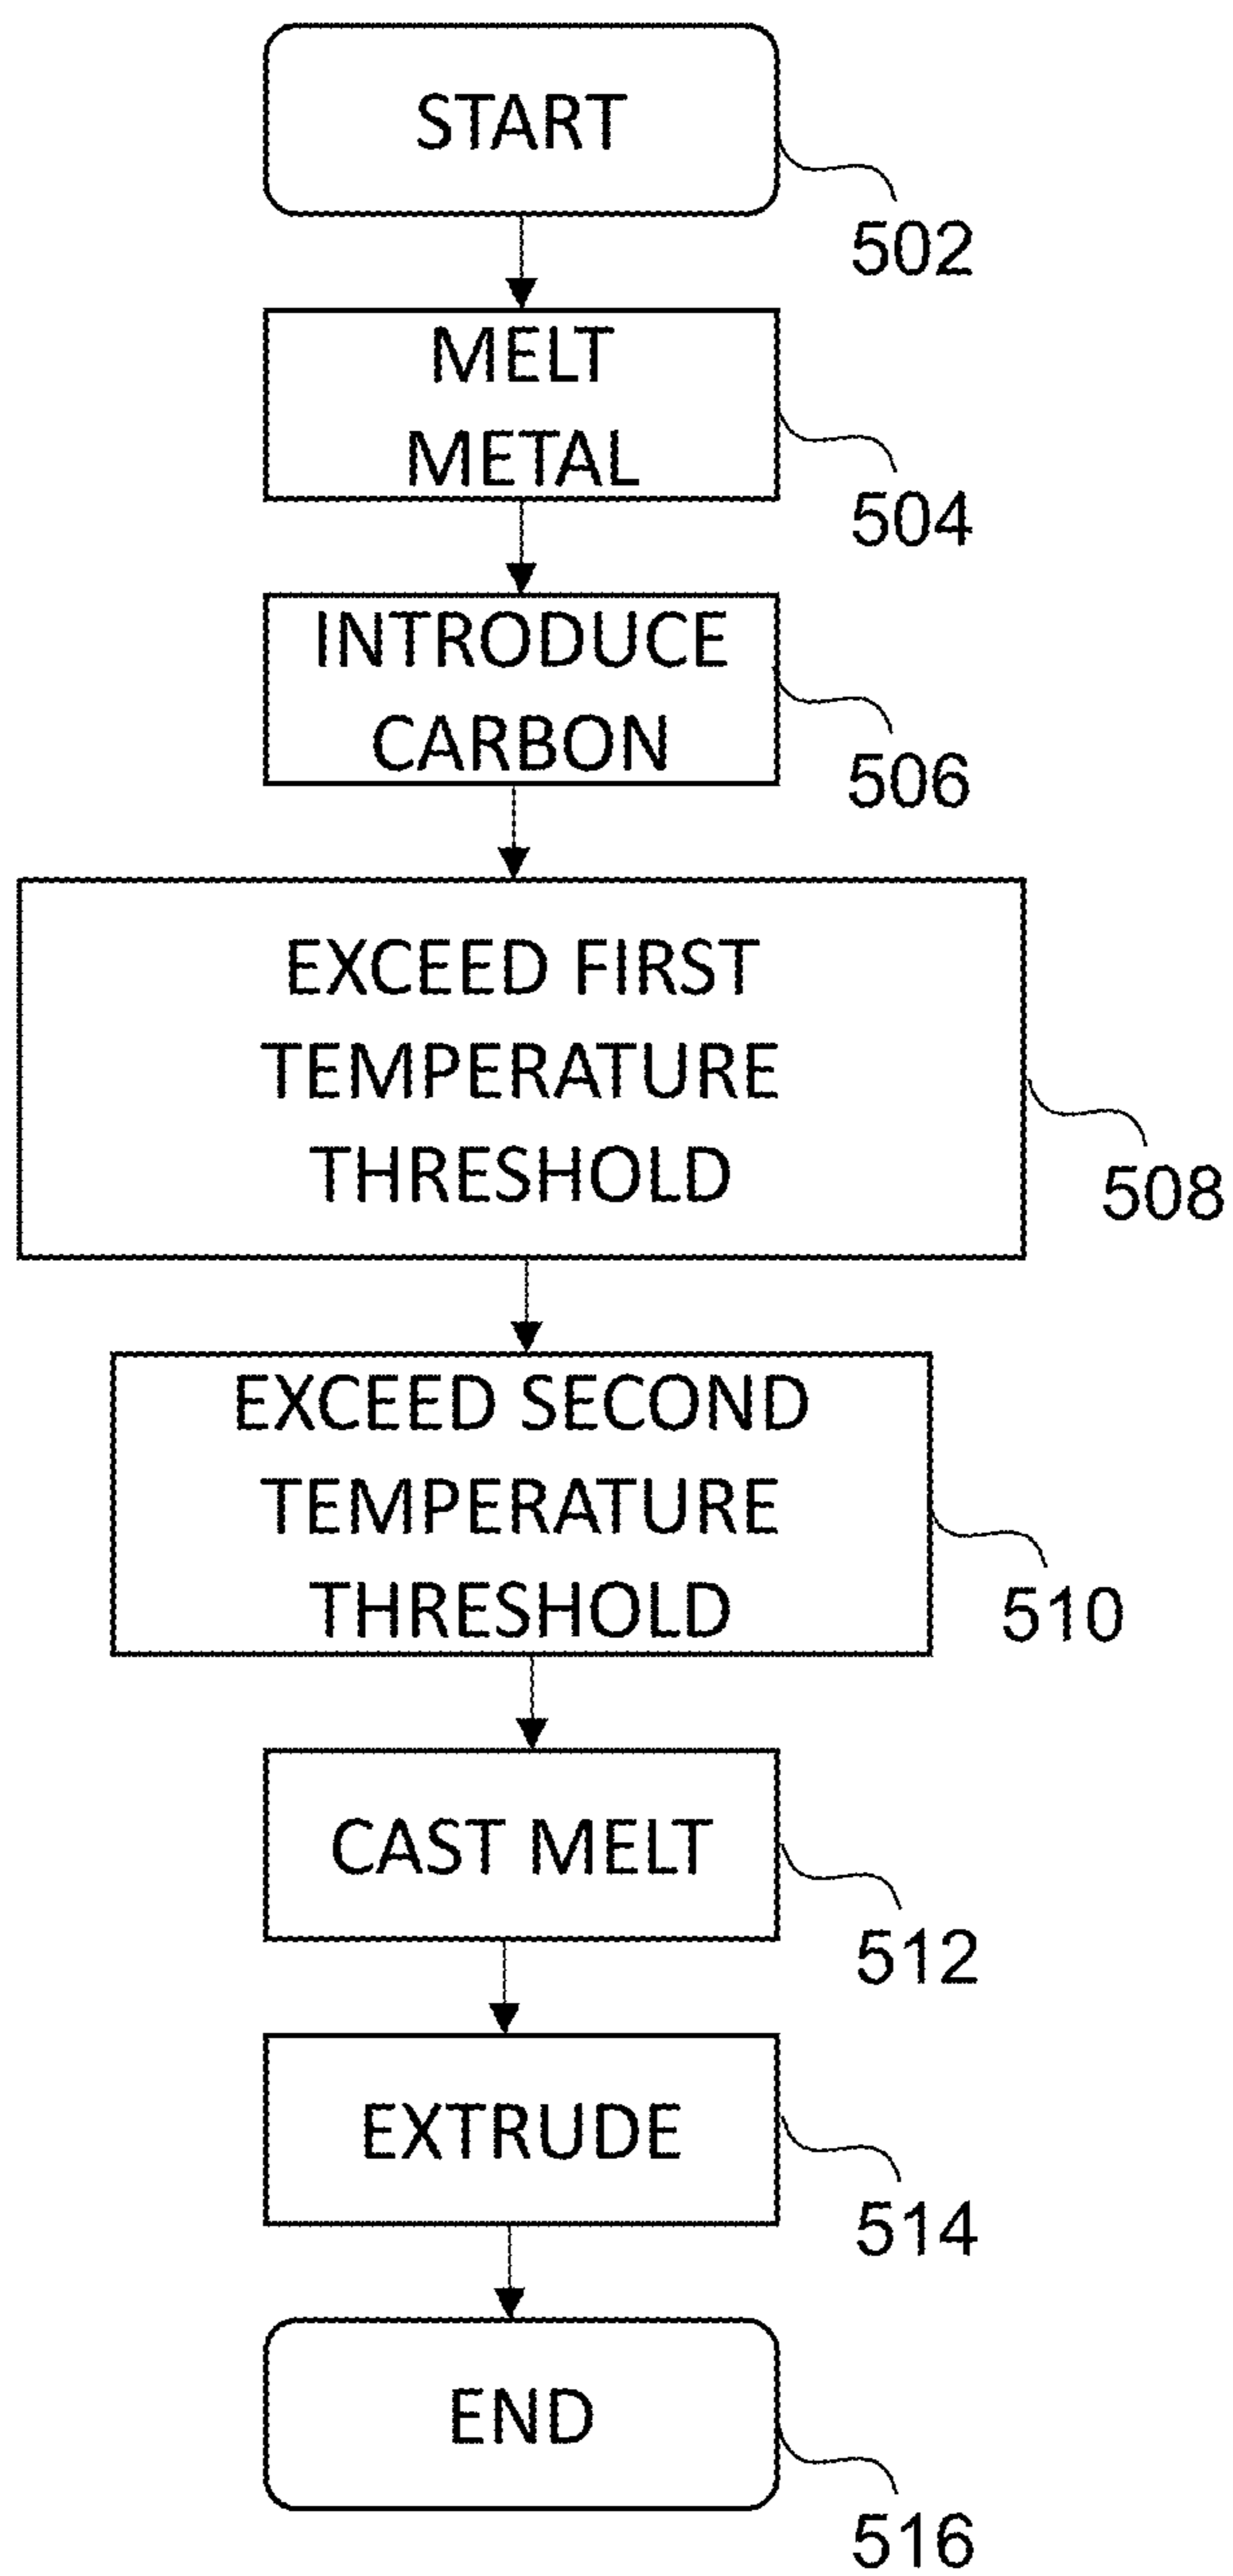 START
502
MELT
METAL
504
INTRODUCE
CARBON
506
EXCEED FIRST
TEMPERATURE
THRESHOLD
508
EXCEED SECOND
TEMPERATURE
THRESHOLD
510
CAST MELT
512
EXTRUDE
514
END
516